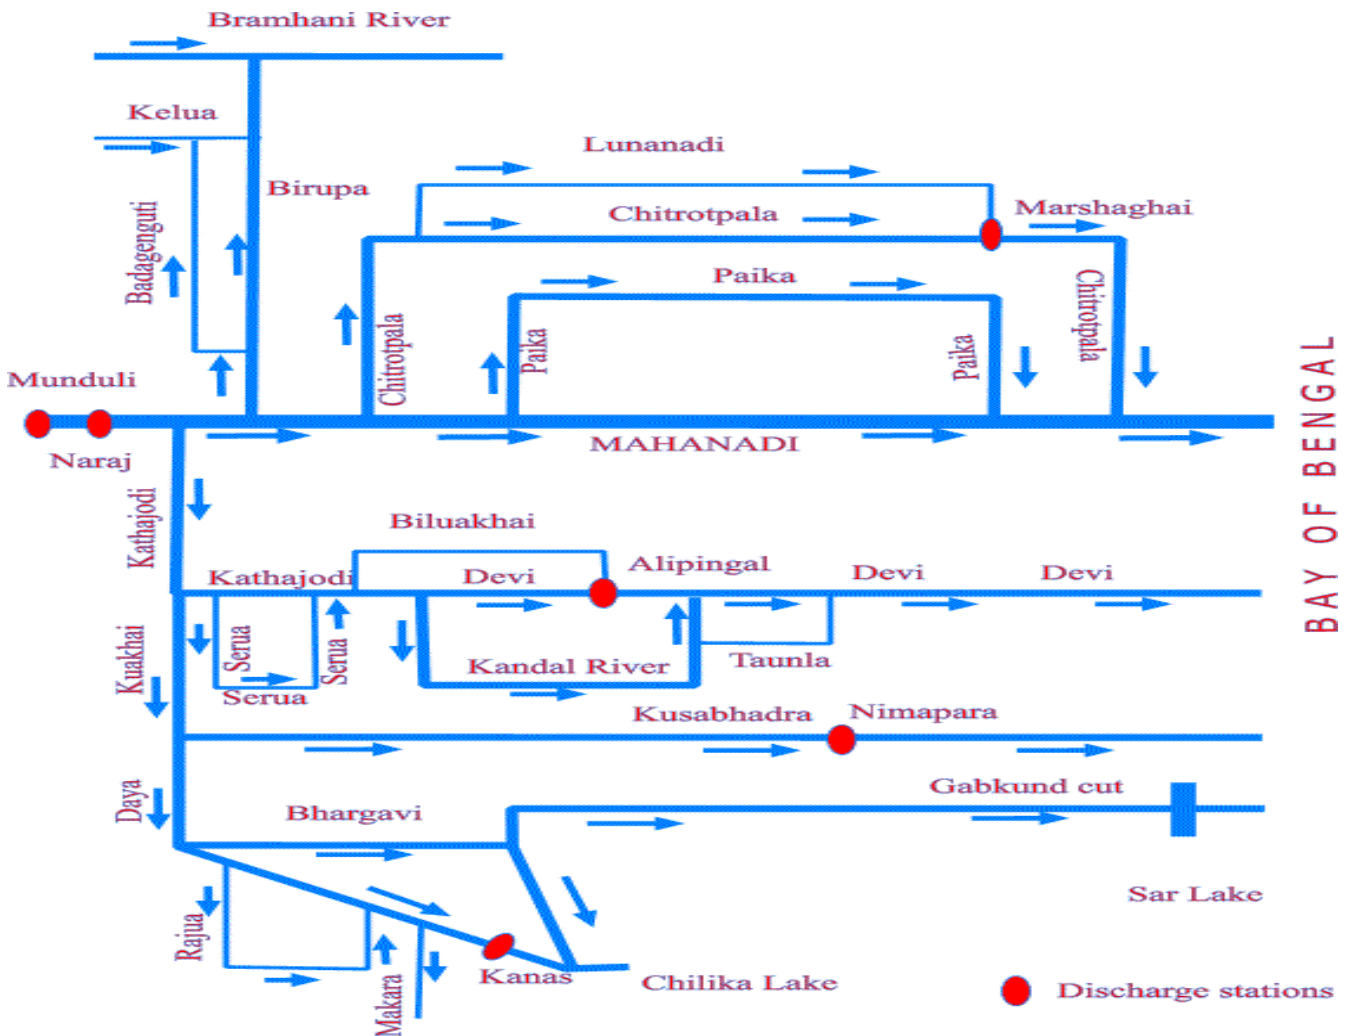 Bramhani River
Kelua
Lunanadi
Birupa
Chitrotpala
Marshaghai
Badagenguti
Paika
Chitrotpala
Chitrotpala
Paika
Paika
Munduli
Naraj
MAHANADI
BAY OF BENGAL
Kathajodi
Biluakhai
Kathajodi
Devi
Alipingal
Devi
Devi
Kuakhai
Serua
Serua
Serua
Kandal River
Taunla
Kusabhadra
Nimapara
Daya
Bhargavi
Gabkund cut
Sar Lake
Rajua
Makara
Kanas
Chilika Lake
Discharge stations